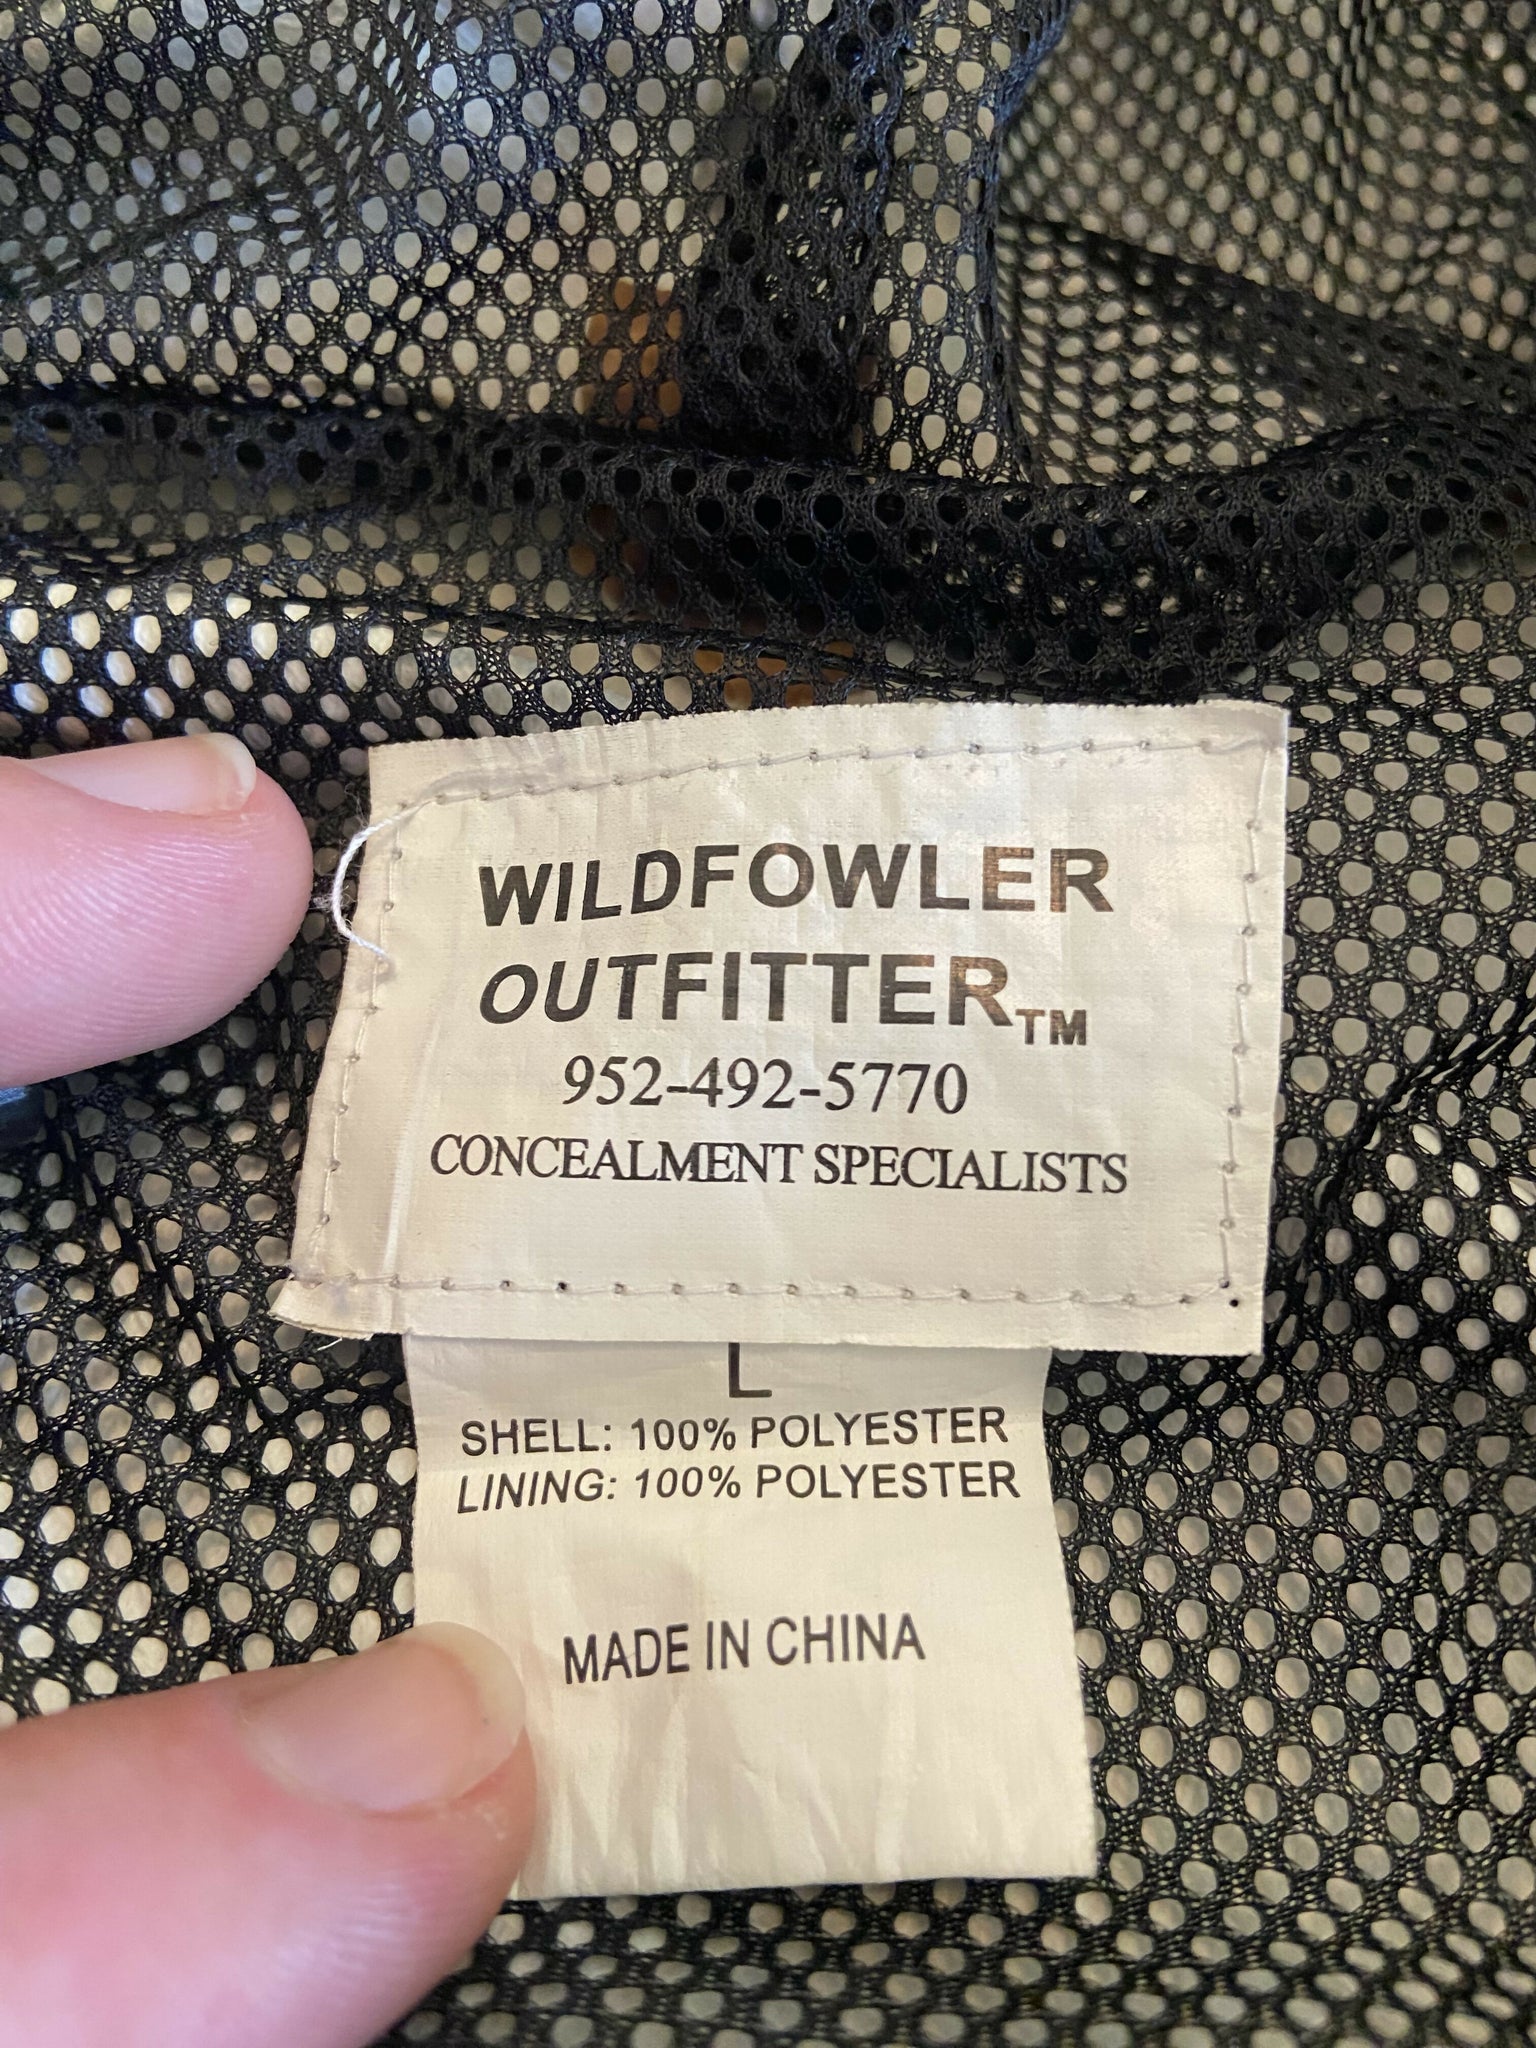 WILDFOWLER
OUTFITTER™
952-492-5770
CONCEALMENT SPECIALISTS
L
SHELL: 100% POLYESTER
LINING: 100% POLYESTER
MADE IN CHINA